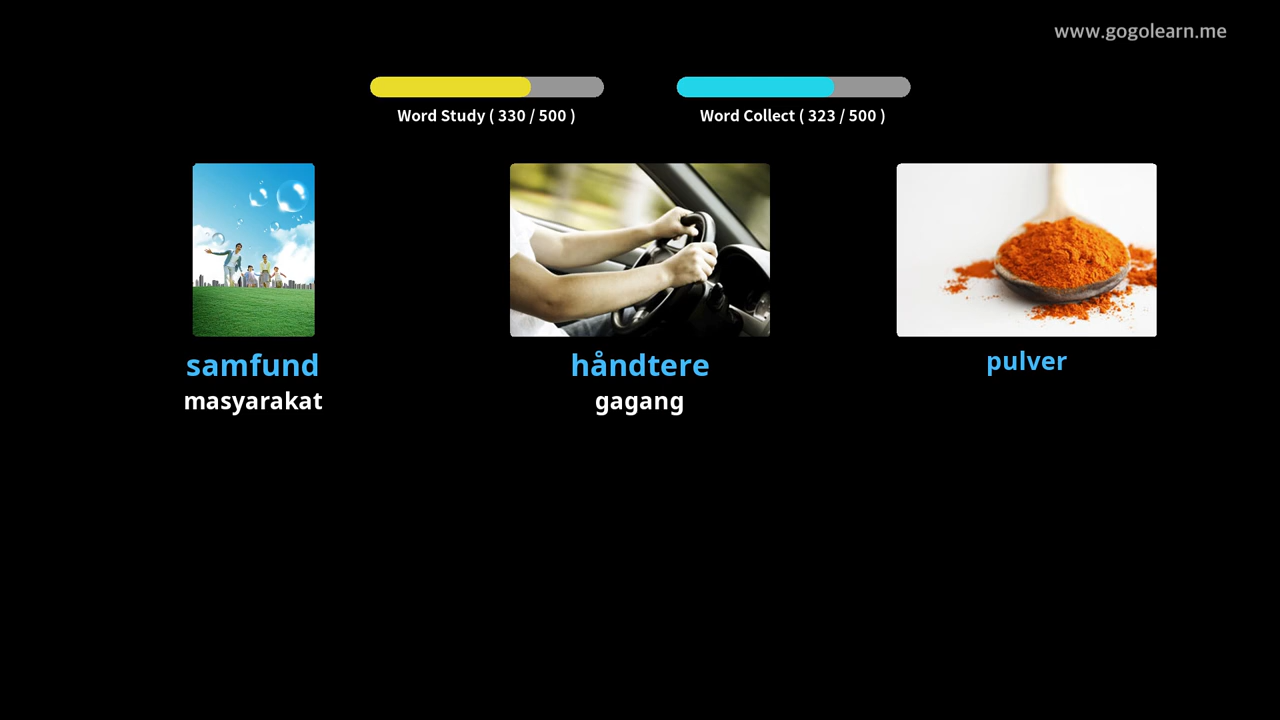 www.gogolearn.me
Word Study ( 330 / 500 )
Word Collect ( 323 / 500 )
samfund
masyarakat
håndtere
gagang
pulver